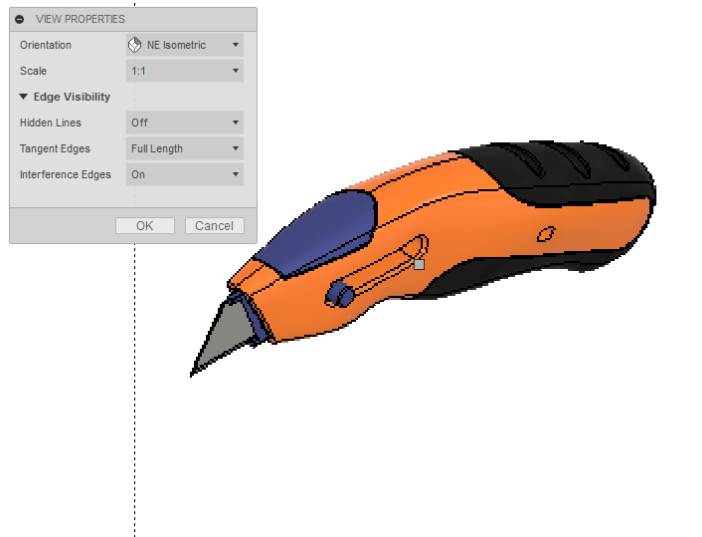 VIEW PROPERTIES
Orientation NE Isometric
Scale 1:1
Edge Visibility
Hidden Lines Off
Tangent Edges Full Length
Interference Edges On
OK Cancel